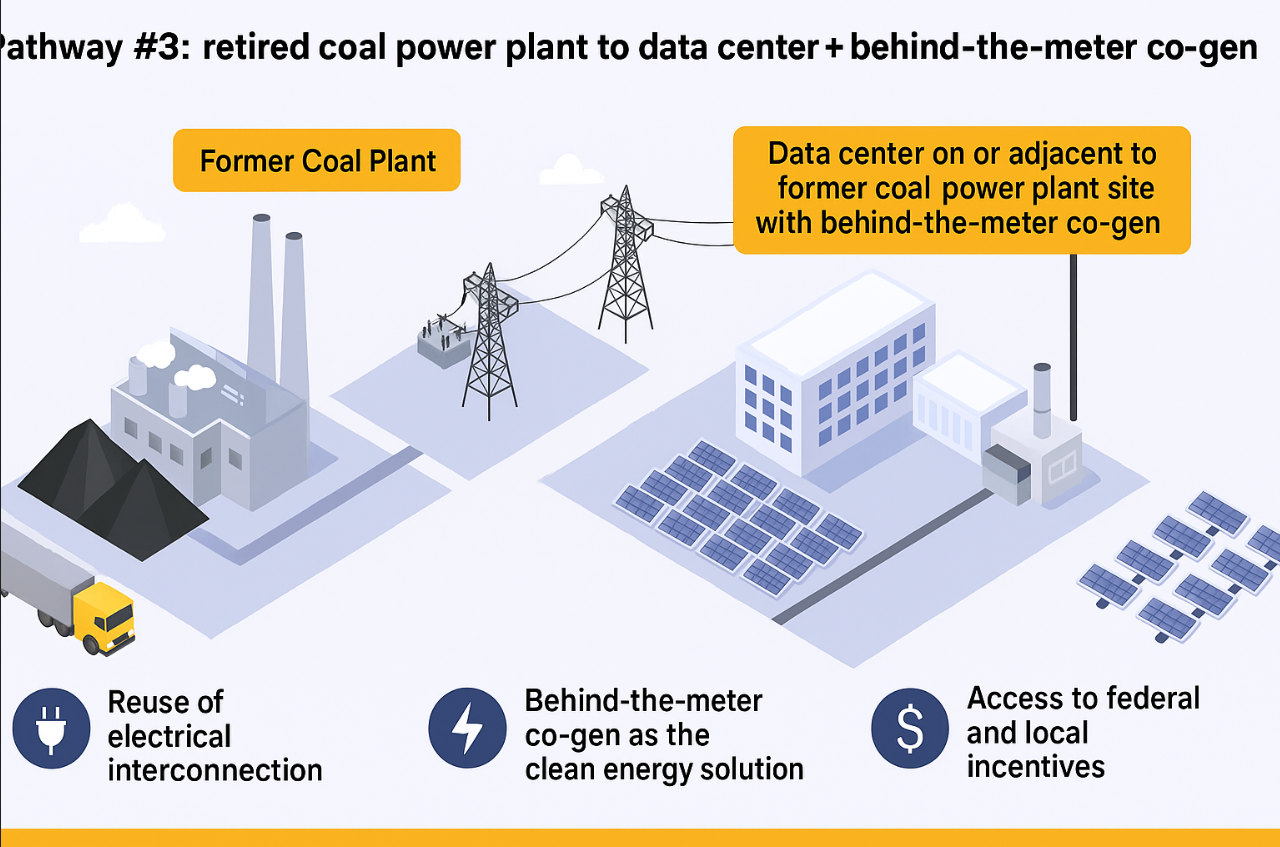 Pathway #3: retired coal power plant to data center + behind-the-meter co-gen
Former Coal Plant
Data center on or adjacent to
former coal power plant site
with behind-the-meter co-gen
Reuse of
electrical
interconnection
Behind-the-meter
co-gen as the
clean energy solution
Access to federal
and local
incentives